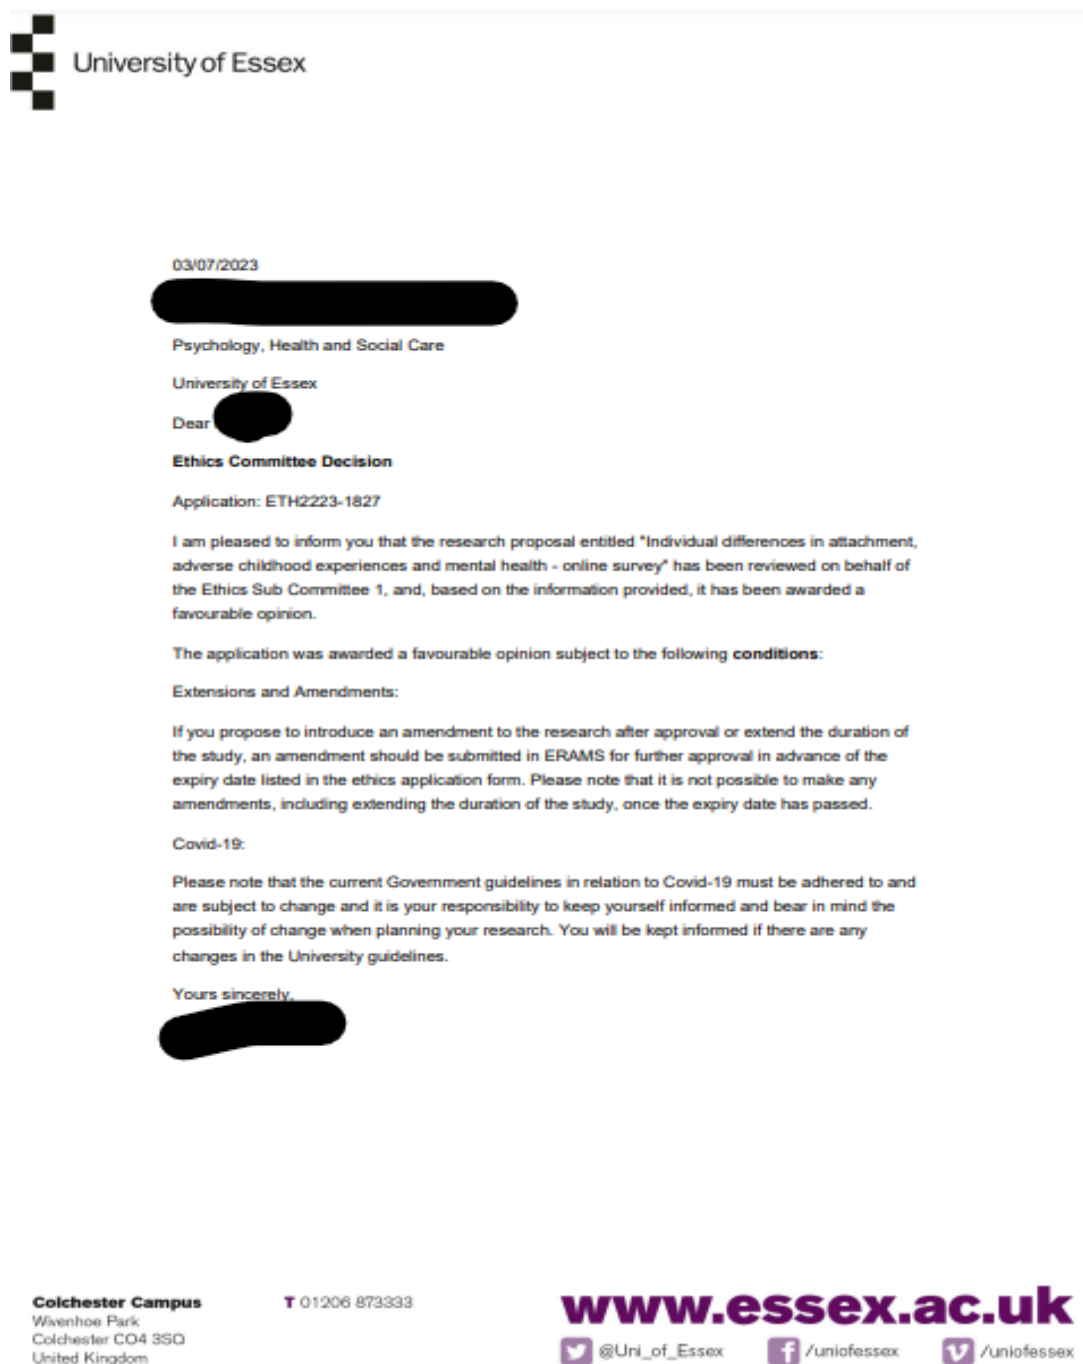 University of Essex
03/07/2023
Psychology, Health and Social Care
University of Essex
Dear
Ethics Committee Decision
Application: ETH2223-1827
I am pleased to inform you that the research proposal entitled "Individual differences in attachment,
adverse childhood experiences and mental health - online survey" has been reviewed on behalf of
the Ethics Sub Committee 1, and, based on the information provided, it has been awarded a
favourable opinion.
The application was awarded a favourable opinion subject to the following conditions:
Extensions and Amendments:
If you propose to introduce an amendment to the research after approval or extend the duration of
the study, an amendment should be submitted in ERAMS for further approval in advance of the
expiry date listed in the ethics application form. Please note that it is not possible to make any
amendments, including extending the duration of the study, once the expiry date has passed.
Covid-19:
Please note that the current Government guidelines in relation to Covid-19 must be adhered to and
are subject to change and it is your responsibility to keep yourself informed and bear in mind the
possibility of change when planning your research. You will be kept informed if there are any
changes in the University guidelines.
Yours sincerely,
Colchester Campus
Wivenhoe Park
Colchester CO4 3SQ
United Kingdom
T 01206 873333
www.essex.ac.uk
@Uni_of_Essex
/uniofessex
/uniofessex